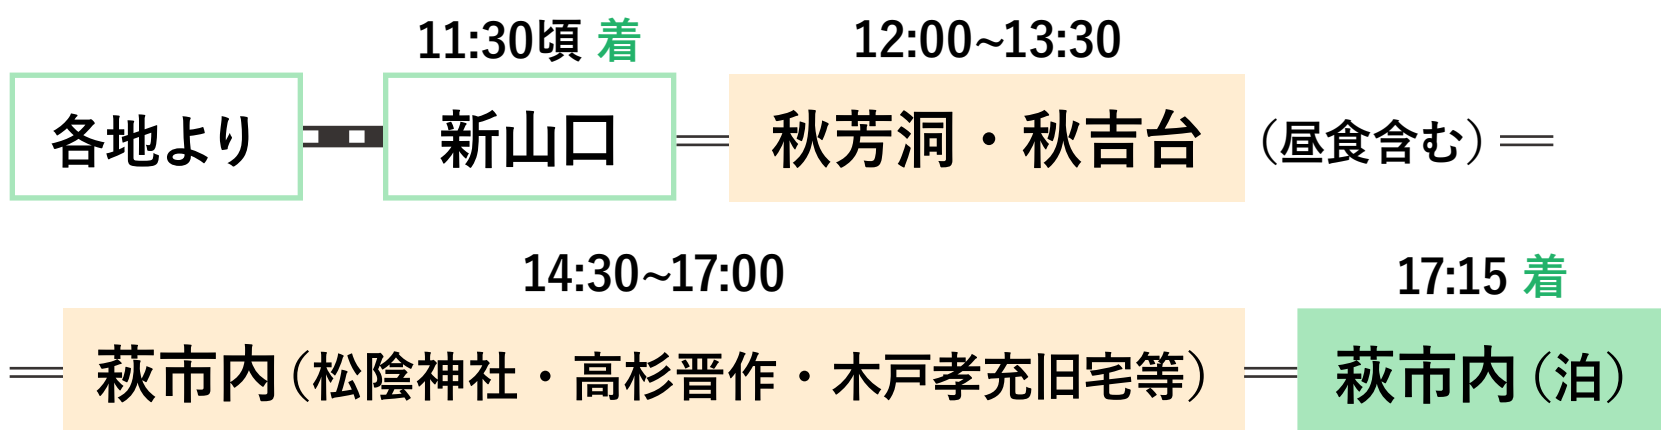 11:30頃 着 12:00~13:30
各地より 新山口 秋芳洞・秋吉台（昼食含む）
14:30~17:00 17:15 着
萩市内（松陰神社・高杉晋作・木戸孝充旧宅等） 萩市内（泊）